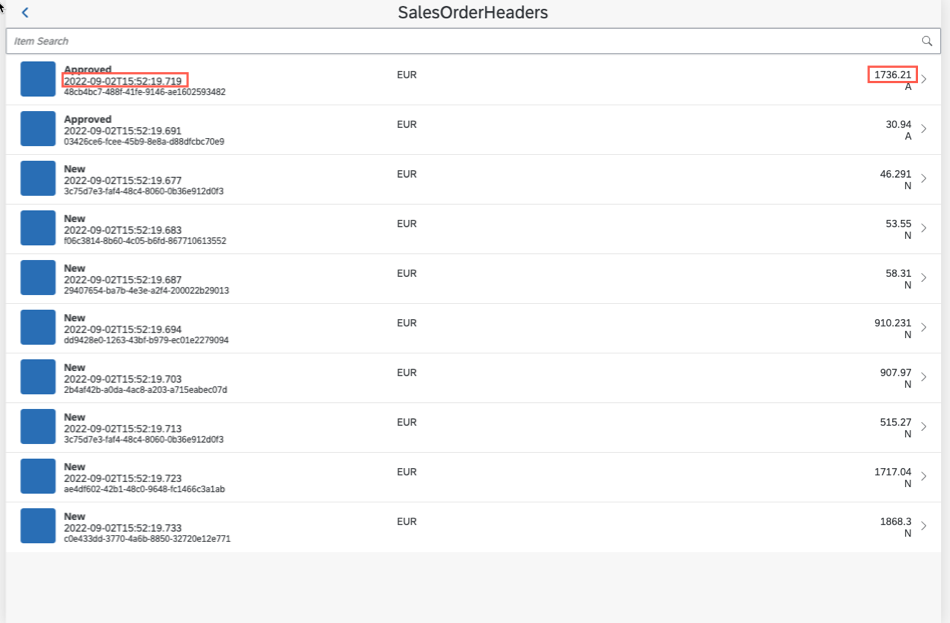 SalesOrderHeaders
Item Search
Approved
2022-09-02T15:52:19.719
48cb4bc7-488f-41fe-9146-ae1602593482
EUR
1736.21
A
Approved
2022-09-02T15:52:19.691
03426ce6-fcee-45b9-8e8a-d88dfcbc70e9
EUR
30.94
A
New
2022-09-02T15:52:19.677
3c75d7e3-faf4-48c4-8060-0b36e912d0f3
EUR
46.291
N
New
2022-09-02T15:52:19.683
f06c3814-8b60-4c05-b6fd-867710613552
EUR
53.55
N
New
2022-09-02T15:52:19.687
29407654-ba7b-4e3e-a2f4-200022b29013
EUR
58.31
N
New
2022-09-02T15:52:19.694
dd9428e0-1263-43bf-b979-ec01e2279094
EUR
910.231
N
New
2022-09-02T15:52:19.703
2b4af42b-a0da-4ac8-a203-a715eabec07d
EUR
907.97
N
New
2022-09-02T15:52:19.713
3c75d7e3-faf4-48c4-8060-0b36e912d0f3
EUR
515.27
N
New
2022-09-02T15:52:19.723
ae4df602-42b1-48c0-9648-fc1466c3a1ab
EUR
1717.04
N
New
2022-09-02T15:52:19.733
c0e433dd-3770-4a6b-8850-32720e12e771
EUR
1868.3
N